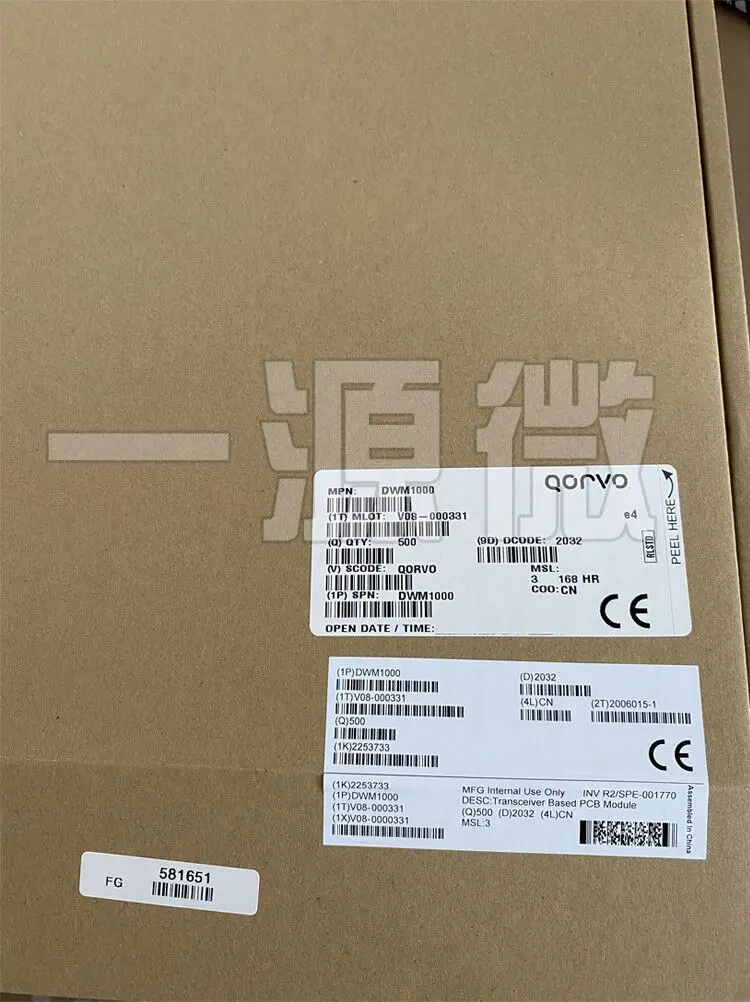 一源微
MPN: DWM1000
QORVO
(1T) MLOT: V08-000331
e4
(Q) QTY: 500
(9D) DCODE: 2032
RLSTD
PEEL HERE
(V) SCODE: QORVO
MSL:
3 168 HR
(1P) SPN: DWM1000
COO:CN
CE
OPEN DATE / TIME:
(1P)DWM1000
(D)2032
(1T)V08-000331
(4L)CN
(2T)2006015-1
(Q)500
(1K)2253733
CE
(1K)2253733
(1P)DWM1000
(1T)V08-000331
(1X)V08-0000331
MFG Internal Use Only INV R2/SPE-001770
DESC:Transceiver Based PCB Module
(Q)500 (D)2032 (4L)CN
MSL:3
Assembled In China
FG 581651